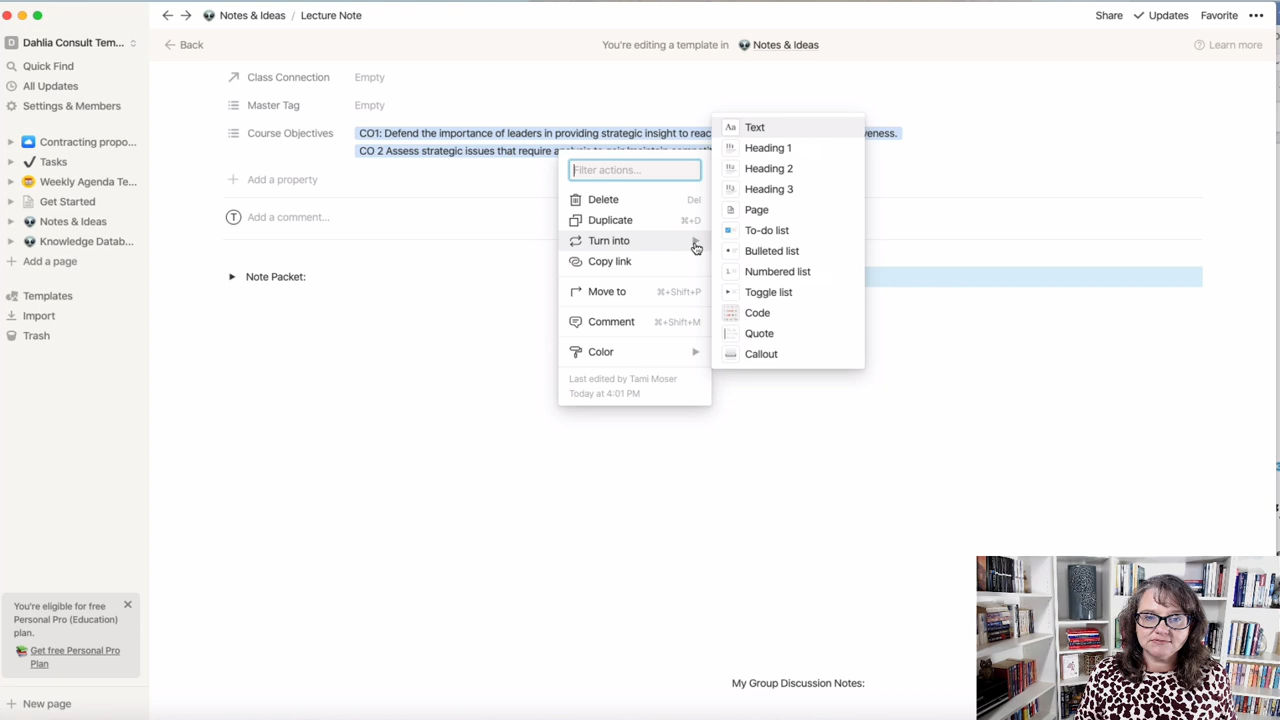 Notes & Ideas / Lecture Note
Share
Updates
Favorite
Dahlia Consult Tem...
Back
You're editing a template in Notes & Ideas
Learn more
Quick Find
All Updates
Settings & Members
Contracting propo...
Tasks
Weekly Agenda Te...
Get Started
Notes & Ideas
Knowledge Datab...
Add a page
Templates
Import
Trash
You're eligible for free
Personal Pro (Education)
plan.
Get free Personal Pro
Plan
New page
Class Connection Empty
Master Tag Empty
Course Objectives CO1: Defend the importance of leaders in providing strategic insight to reac
veness.
CO 2 Assess strategic issues that require analysis to gain/maintain competiti
Add a property
Add a comment...
Note Packet:
Filter actions...
Delete Del
Duplicate ⌘+D
Turn into
Copy link
Move to ⌘+Shift+P
Comment ⌘+Shift+M
Color
Last edited by Tami Moser
Today at 4:01 PM
Aa Text
Heading 1
Heading 2
Heading 3
Page
To-do list
Bulleted list
Numbered list
Toggle list
Code
Quote
Callout
My Group Discussion Notes: